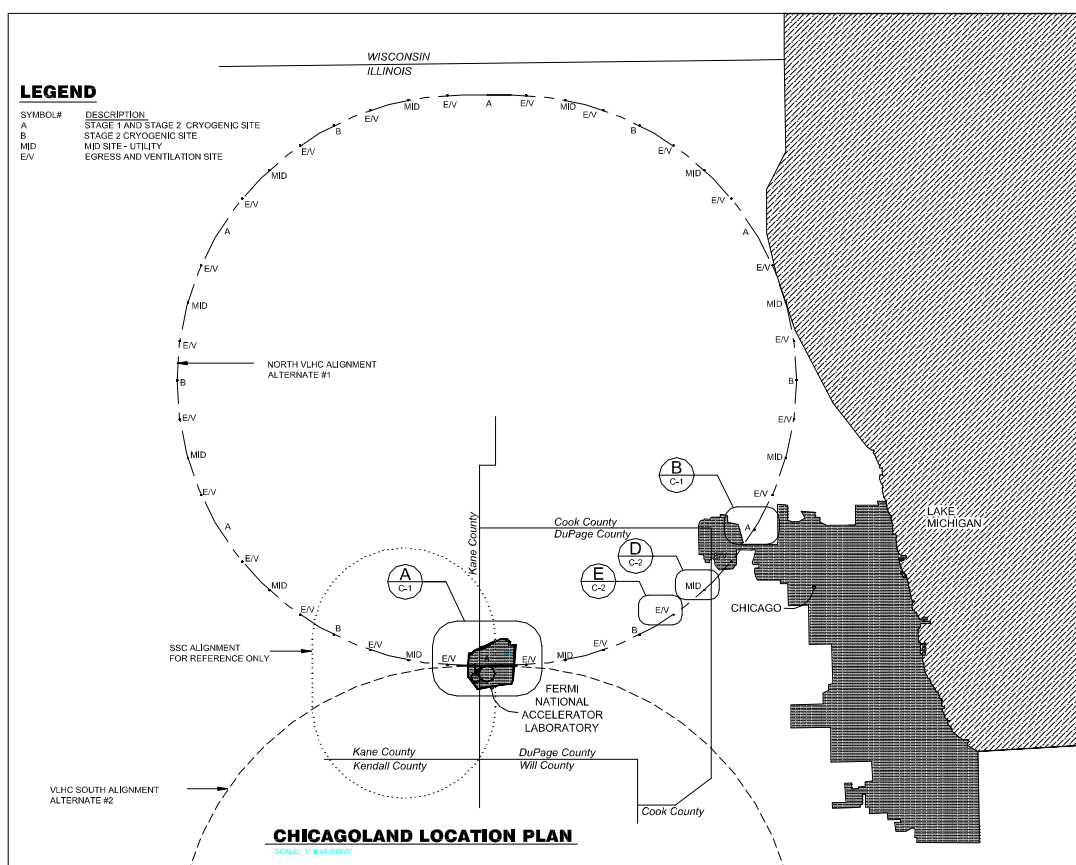 WISCONSIN
ILLINOIS
LEGEND
SYMBOL# DESCRIPTION
A STAGE 1 AND STAGE 2 CRYOGENIC SITE
B STAGE 2 CRYOGENIC SITE
MID MID SITE - UTILITY
E/V EGRESS AND VENTILATION SITE
E/V A E/V
MID MID
E/V E/V
B B
E/V E/V
MID MID
E/V E/V
A A
E/V E/V
MID MID
E/V E/V
NORTH VLHC ALIGNMENT
ALTERNATE #1
B B
E/V E/V
MID MID
B
C-1
E/V E/V
A A
LAKE
MICHIGAN
Kane County
Cook County
DuPage County
D
C-2
E/V
A
C-1
E
C-2
MID MID
CHICAGO
E/V E/V
B B
SSC ALIGNMENT
FOR REFERENCE ONLY
E/V E/V
MID E/V A E/V MID
FERMI
NATIONAL
ACCELERATOR
LABORATORY
Kane County DuPage County
Kendall County Will County
VLHC SOUTH ALIGNMENT
ALTERNATE #2
Cook County
CHICAGOLAND LOCATION PLAN